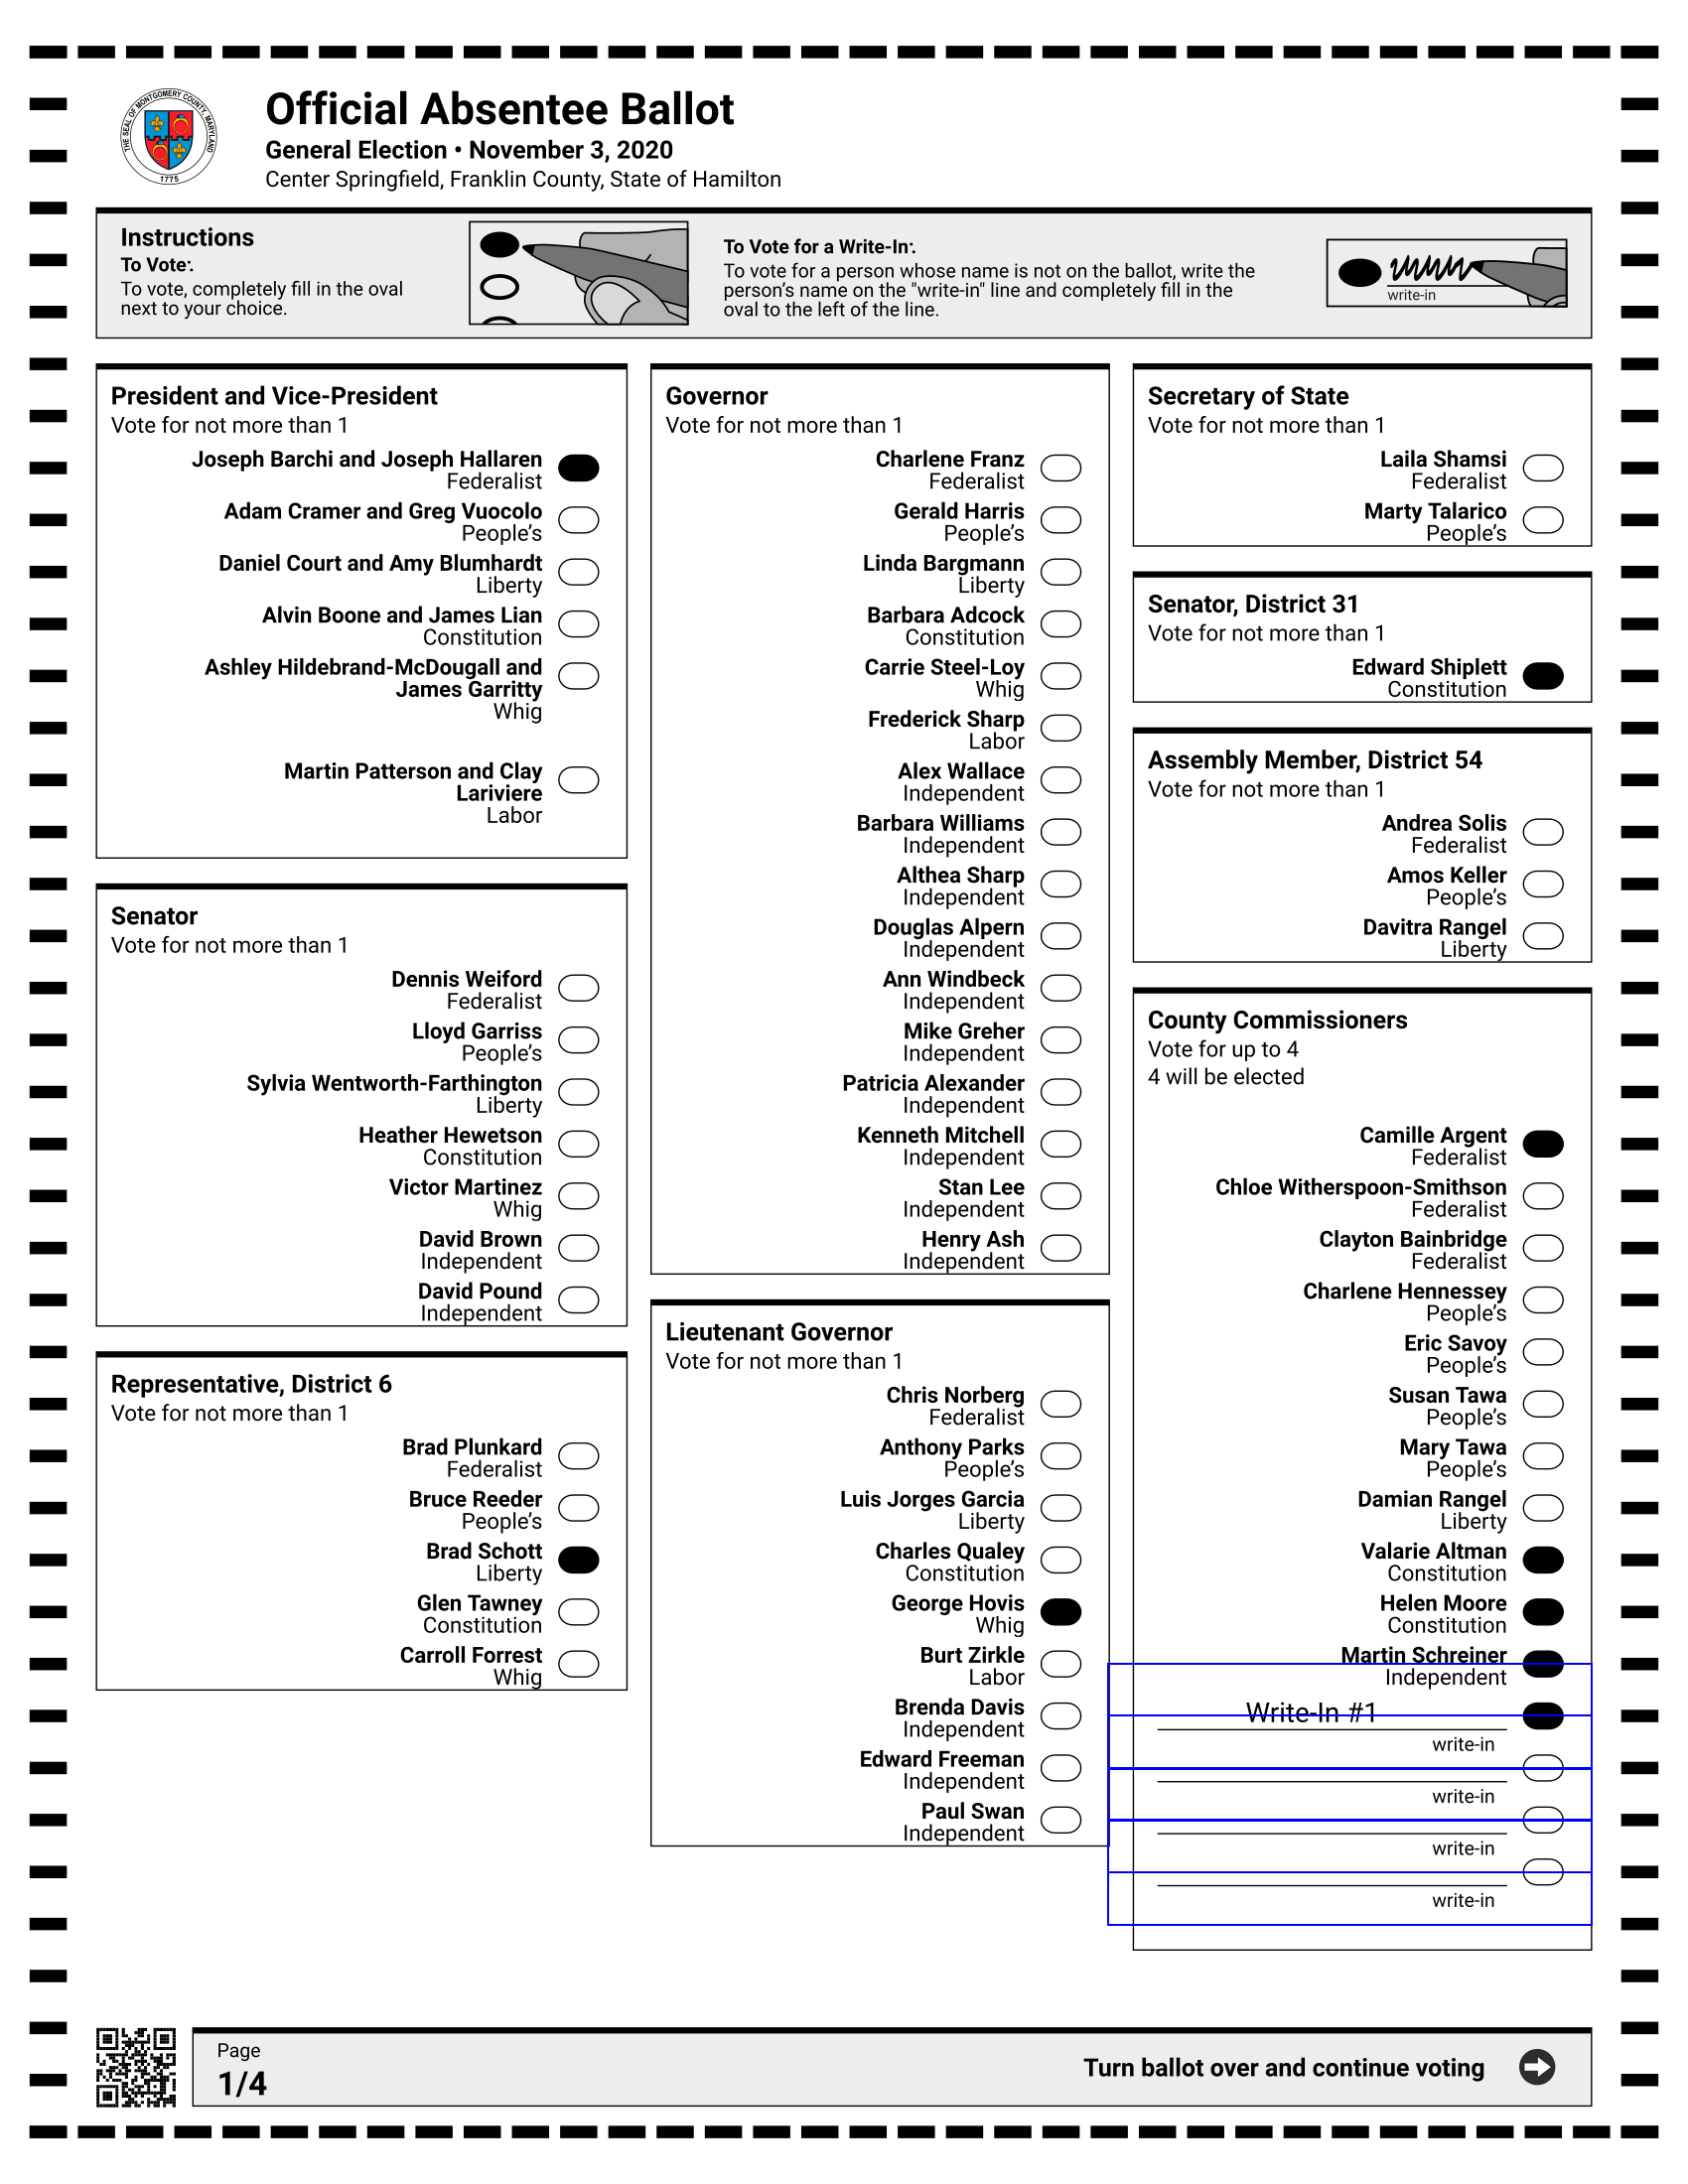 THE SEAL OF MONTGOMERY COUNTY, MARYLAND
1775
Official Absentee Ballot
General Election • November 3, 2020
Center Springfield, Franklin County, State of Hamilton
Instructions
To Vote:
To vote, completely fill in the oval
next to your choice.
To Vote for a Write-In:
To vote for a person whose name is not on the ballot, write the
person's name on the "write-in" line and completely fill in the
oval to the left of the line.
write-in
President and Vice-President
Vote for not more than 1
Joseph Barchi and Joseph Hallaren
Federalist
Adam Cramer and Greg Vuocolo
People's
Daniel Court and Amy Blumhardt
Liberty
Alvin Boone and James Lian
Constitution
Ashley Hildebrand-McDougall and
James Garritty
Whig
Martin Patterson and Clay
Lariviere
Labor
Senator
Vote for not more than 1
Dennis Weiford
Federalist
Lloyd Garriss
People's
Sylvia Wentworth-Farthington
Liberty
Heather Hewetson
Constitution
Victor Martinez
Whig
David Brown
Independent
David Pound
Independent
Representative, District 6
Vote for not more than 1
Brad Plunkard
Federalist
Bruce Reeder
People's
Brad Schott
Liberty
Glen Tawney
Constitution
Carroll Forrest
Whig
Governor
Vote for not more than 1
Charlene Franz
Federalist
Gerald Harris
People's
Linda Bargmann
Liberty
Barbara Adcock
Constitution
Carrie Steel-Loy
Whig
Frederick Sharp
Labor
Alex Wallace
Independent
Barbara Williams
Independent
Althea Sharp
Independent
Douglas Alpern
Independent
Ann Windbeck
Independent
Mike Greher
Independent
Patricia Alexander
Independent
Kenneth Mitchell
Independent
Stan Lee
Independent
Henry Ash
Independent
Lieutenant Governor
Vote for not more than 1
Chris Norberg
Federalist
Anthony Parks
People's
Luis Jorges Garcia
Liberty
Charles Qualey
Constitution
George Hovis
Whig
Burt Zirkle
Labor
Brenda Davis
Independent
Edward Freeman
Independent
Paul Swan
Independent
Secretary of State
Vote for not more than 1
Laila Shamsi
Federalist
Marty Talarico
People's
Senator, District 31
Vote for not more than 1
Edward Shiplett
Constitution
Assembly Member, District 54
Vote for not more than 1
Andrea Solis
Federalist
Amos Keller
People's
Davitra Rangel
Liberty
County Commissioners
Vote for up to 4
4 will be elected
Camille Argent
Federalist
Chloe Witherspoon-Smithson
Federalist
Clayton Bainbridge
Federalist
Charlene Hennessey
People's
Eric Savoy
People's
Susan Tawa
People's
Mary Tawa
People's
Damian Rangel
Liberty
Valarie Altman
Constitution
Helen Moore
Constitution
Martin Schreiner
Independent
Write-In #1
write-in
write-in
write-in
write-in
Page
1/4
Turn ballot over and continue voting